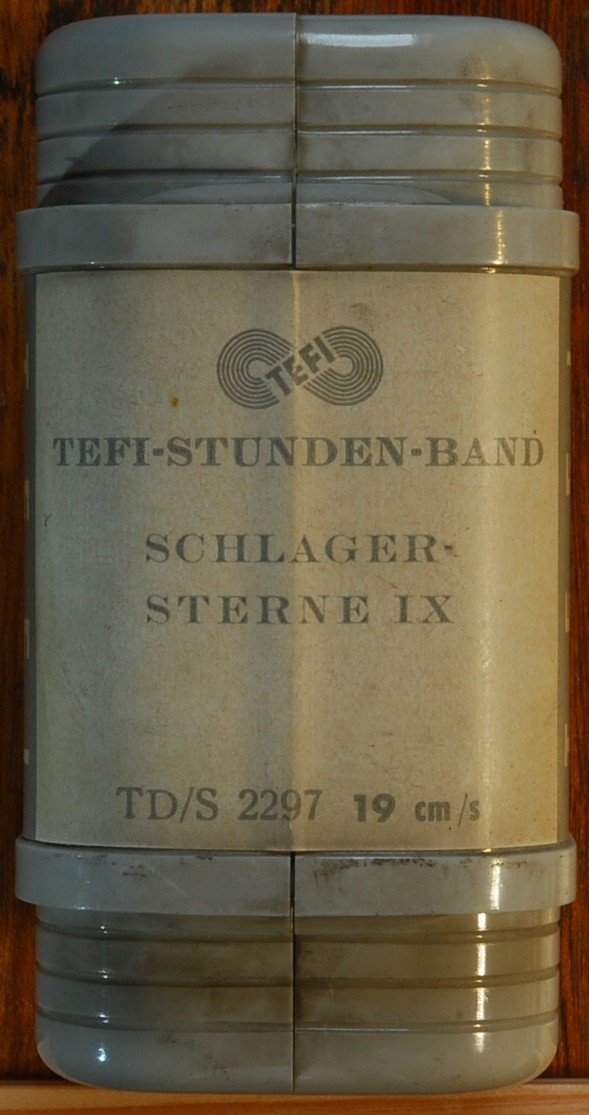 TEFI
TEFI-STUNDEN-BAND
SCHLAGER-
STERNE IX
TD/S 2297 19 cm/s